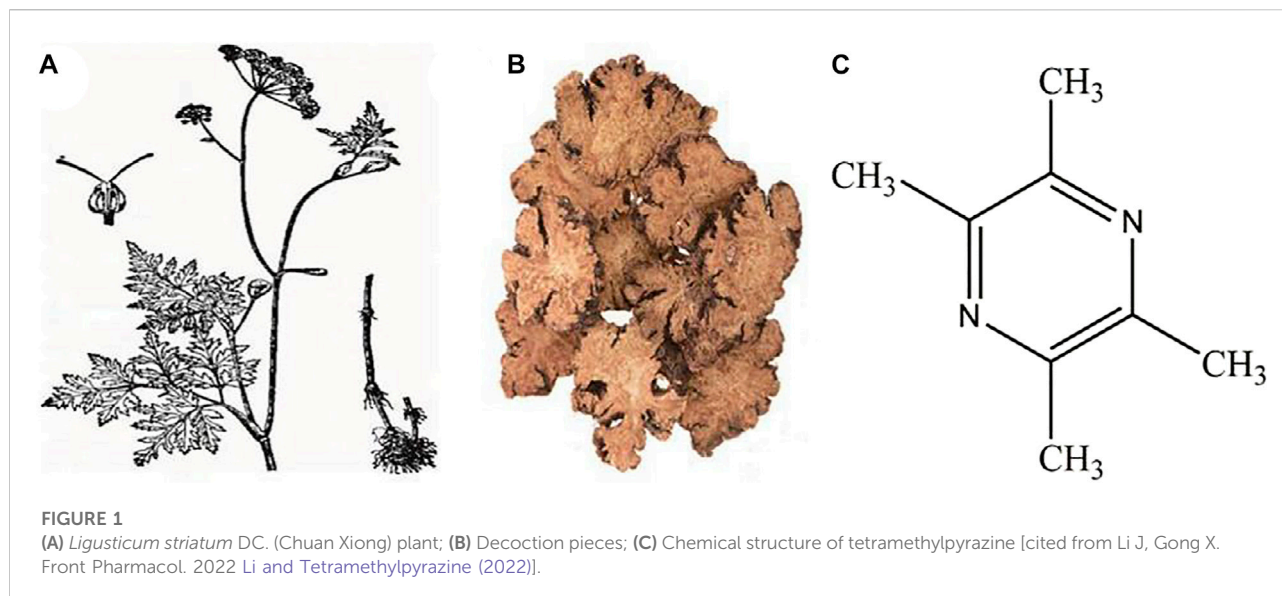 A
B
C
CH3
CH3
N
N
CH3
CH3
FIGURE 1
(A) Ligusticum striatum DC. (Chuan Xiong) plant; (B) Decoction pieces; (C) Chemical structure of tetramethylpyrazine [cited from Li J, Gong X.
Front Pharmacol. 2022 Li and Tetramethylpyrazine (2022)].